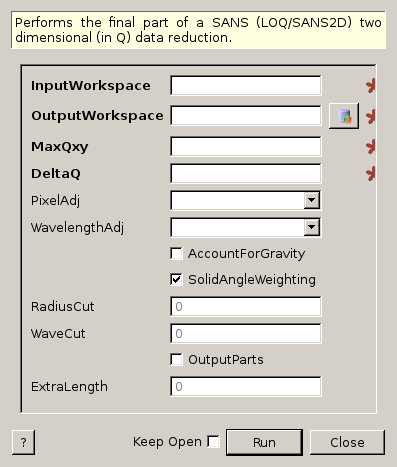 Performs the final part of a SANS (LOQ/SANS2D) two
dimensional (in Q) data reduction.
InputWorkspace
OutputWorkspace
MaxQxy
DeltaQ
PixelAdj
WavelengthAdj
AccountForGravity
SolidAngleWeighting
RadiusCut 0
WaveCut 0
OutputParts
ExtraLength 0
? Keep Open Run Close